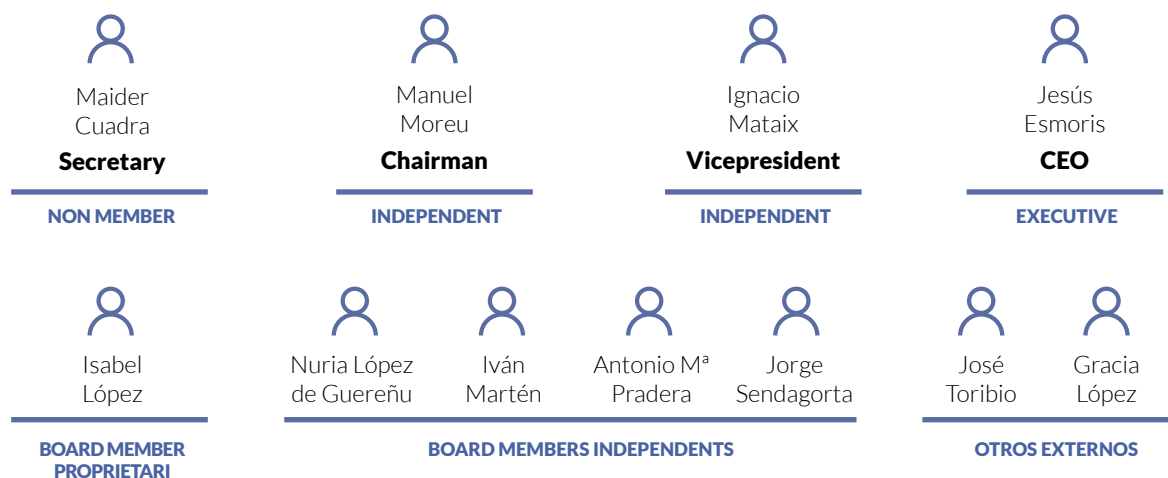 Maider
Cuadra
Secretary
NON MEMBER
Manuel
Moreu
Chairman
INDEPENDENT
Ignacio
Mataix
Vicepresident
INDEPENDENT
Jesús
Esmoris
CEO
EXECUTIVE
Isabel
López
BOARD MEMBER
PROPRIETARI
Nuria López
de Guereñu
Iván
Martén
Antonio Mª
Pradera
Jorge
Sendagorta
BOARD MEMBERS INDEPENDENTS
José
Toribio
Gracia
López
OTROS EXTERNOS